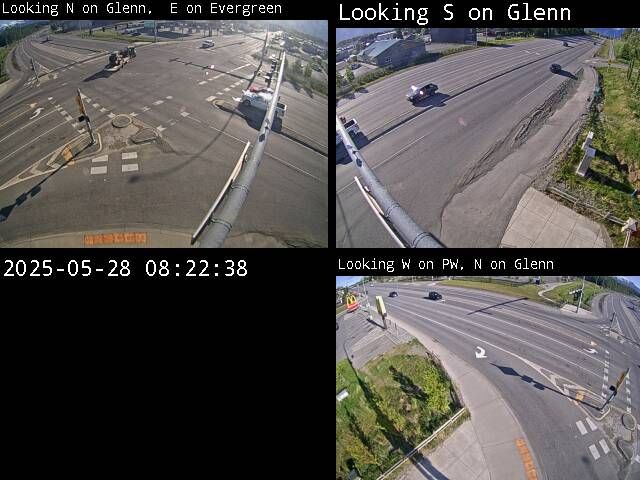 Looking N on Glenn,  E on Evergreen
Looking S on Glenn
2025-05-28 08:22:38
Looking W on PW, N on Glenn